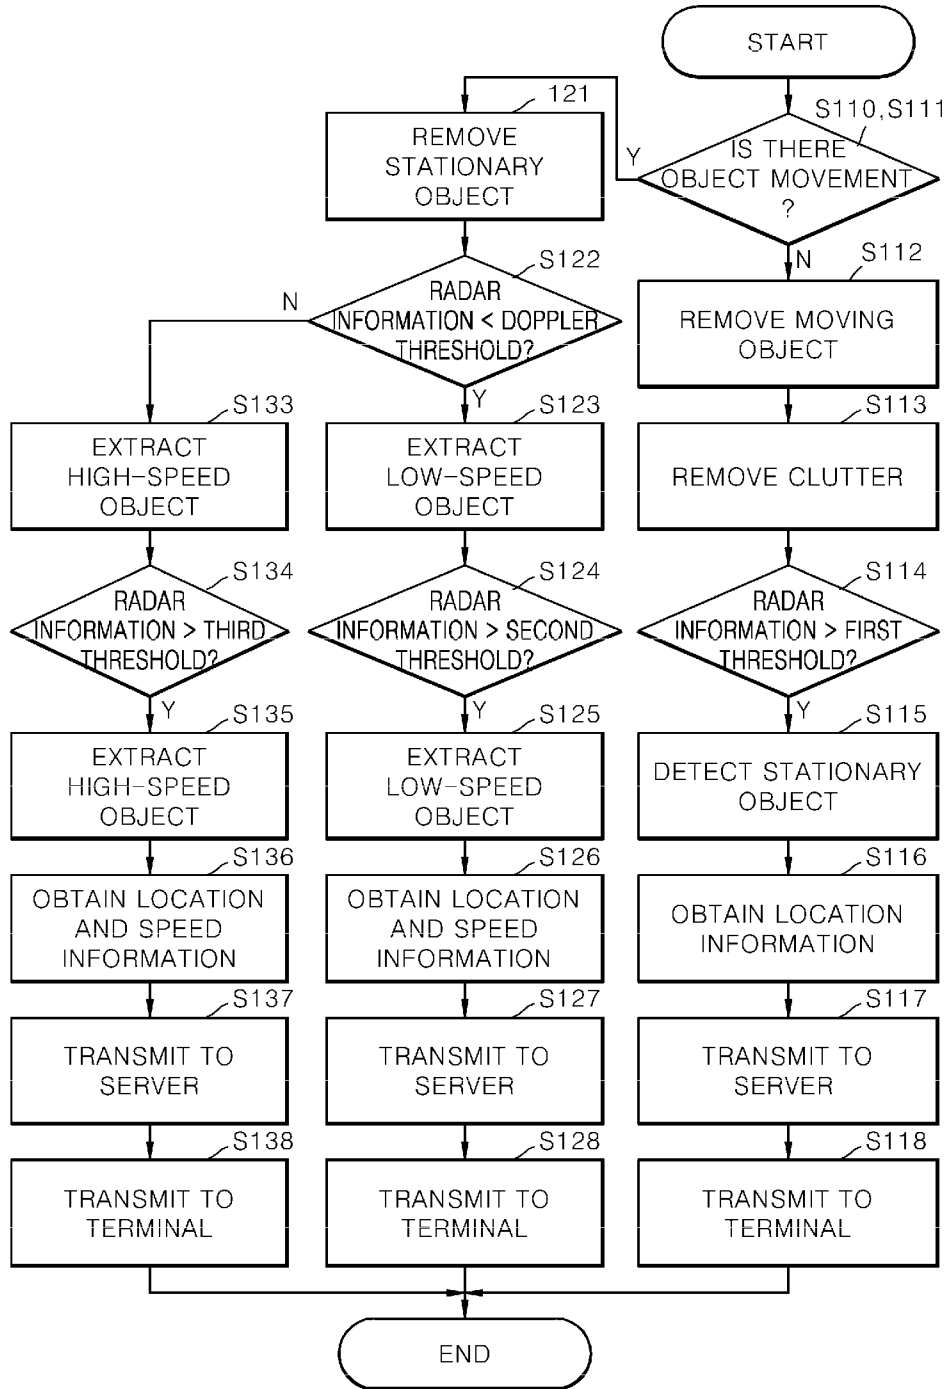 START
S110,S111
IS THERE
OBJECT MOVEMENT
?
Y
N
121
REMOVE
STATIONARY
OBJECT
S122
RADAR
INFORMATION < DOPPLER
THRESHOLD?
N
Y
S112
REMOVE MOVING
OBJECT
S133
EXTRACT
HIGH-SPEED
OBJECT
S123
EXTRACT
LOW-SPEED
OBJECT
S113
REMOVE CLUTTER
S134
RADAR
INFORMATION > THIRD
THRESHOLD?
Y
S124
RADAR
INFORMATION > SECOND
THRESHOLD?
Y
S114
RADAR
INFORMATION > FIRST
THRESHOLD?
Y
S135
EXTRACT
HIGH-SPEED
OBJECT
S125
EXTRACT
LOW-SPEED
OBJECT
S115
DETECT STATIONARY
OBJECT
S136
OBTAIN LOCATION
AND SPEED
INFORMATION
S126
OBTAIN LOCATION
AND SPEED
INFORMATION
S116
OBTAIN LOCATION
INFORMATION
S137
TRANSMIT TO
SERVER
S127
TRANSMIT TO
SERVER
S117
TRANSMIT TO
SERVER
S138
TRANSMIT TO
TERMINAL
S128
TRANSMIT TO
TERMINAL
S118
TRANSMIT TO
TERMINAL
END